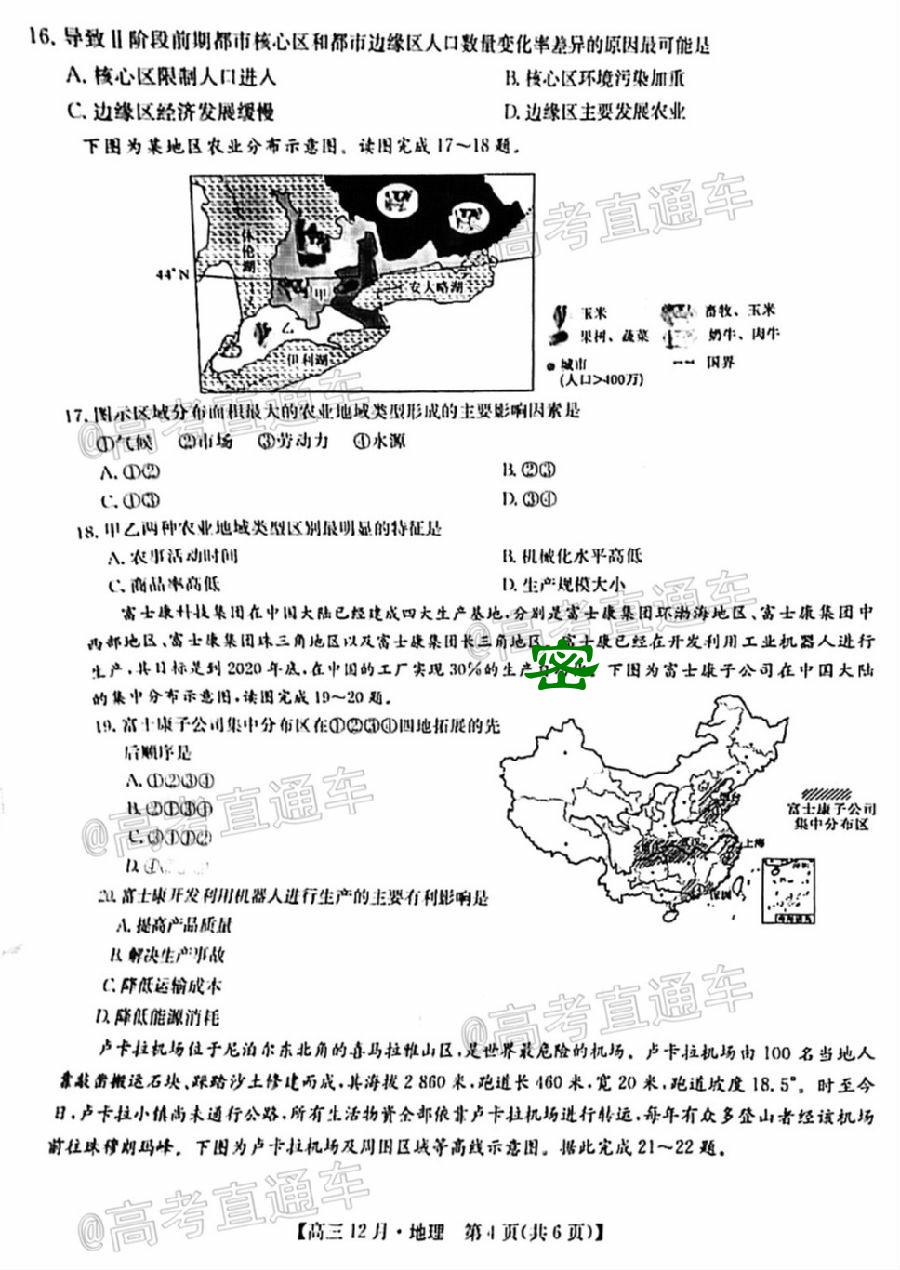 16. 导致Ⅱ阶段前期都市核心区和都市边缘区人口数量变化率差异的原因最可能是
A. 核心区限制人口进入 B. 核心区环境污染加重
C. 边缘区经济发展缓慢 D. 边缘区主要发展农业
下图为某地区农业分布示意图。读图完成17～18题。
休伦湖
44°N
甲
安大略湖
乙
伊利湖
玉米 畜牧、玉米
果树、蔬菜 奶牛、肉牛
城市 国界
(人口>400万)
17. 图示区域分布面积最大的农业地域类型形成的主要影响因素是
①气候 ②市场 ③劳动力 ④水源
A. ①② B. ②③
C. ①③ D. ③④
18. 甲乙两种农业地域类型区别最明显的特征是
A. 农事活动时间 B. 机械化水平高低
C. 商品率高低 D. 生产规模大小
富士康科技集团在中国大陆已经建成四大生产基地,分别是富士康集团环渤海地区、富士康集团中
西部地区、富士康集团珠三角地区以及富士康集团长三角地区。富士康已经在开发利用工业机器人进行
生产,其目标是到2020年底,在中国的工厂实现30%的生产 密 下图为富士康子公司在中国大陆
的集中分布示意图,读图完成19～20题。
19. 富士康子公司集中分布区在①②③④四地拓展的先
后顺序是
A. ①②③④
B. ②①③④
C.
D.
富士康子公司
集中分布区
上海
深圳
20. 富士康开发利用机器人进行生产的主要有利影响是
A. 提高产品质量
B. 解决生产事故
C. 降低运输成本
D. 降低能源消耗
卢卡拉机场位于尼泊尔东北角的喜马拉雅山区,是世界最危险的机场。卢卡拉机场由100名当地人
靠敲凿搬运石块、踩踏沙土修建而成,其海拔2 860米,跑道长460米,宽20米,跑道坡度18.5°。时至今
日,卢卡拉小镇尚未通行公路,所有生活物资全部依靠卢卡拉机场进行转运,每年有众多登山者经该机场
前往珠穆朗玛峰。下图为卢卡拉机场及周围区域等高线示意图。据此完成21～22题。
【高三12月·地理 第4页(共6页)】
@高考直通车
@高考直通车
@高考直通车
@高考直通车
@高考直通车
@高考直通车